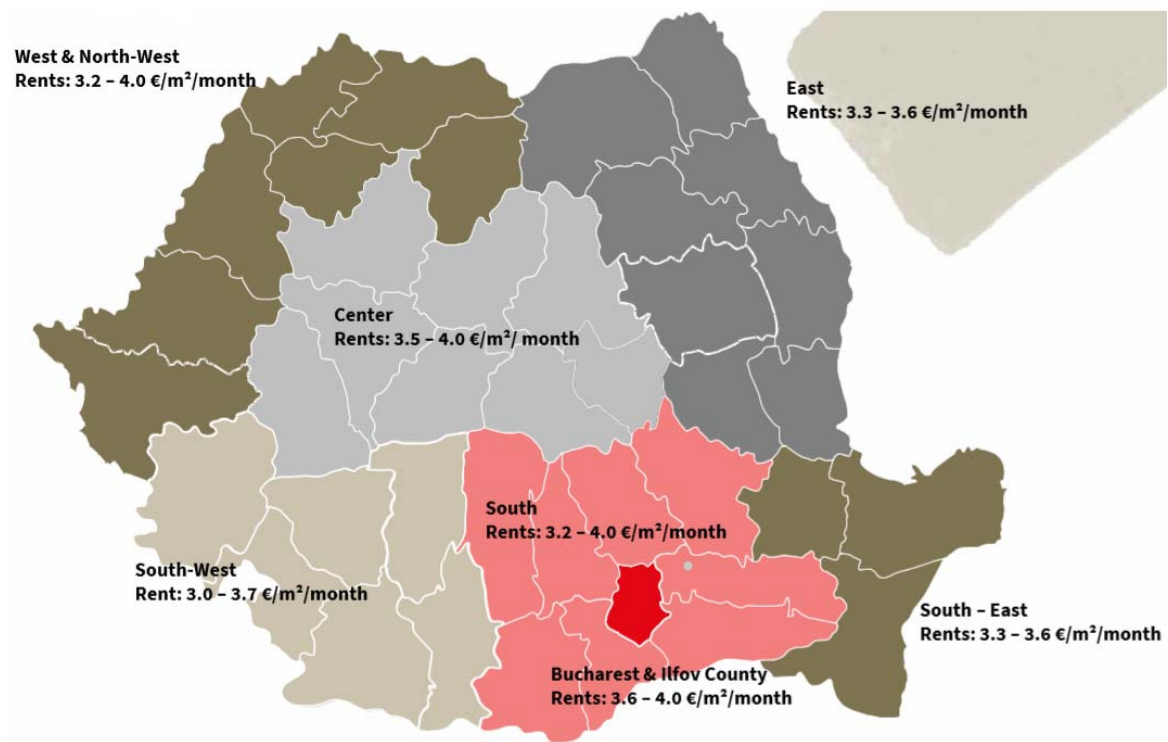 West & North-West
Rents: 3.2 – 4.0 €/m²/month
East
Rents: 3.3 – 3.6 €/m²/month
Center
Rents: 3.5 – 4.0 €/m²/ month
South
Rents: 3.2 – 4.0 €/m²/month
South-West
Rent: 3.0 – 3.7 €/m²/month
South – East
Rents: 3.3 – 3.6 €/m²/month
Bucharest & Ilfov County
Rents: 3.6 – 4.0 €/m²/month